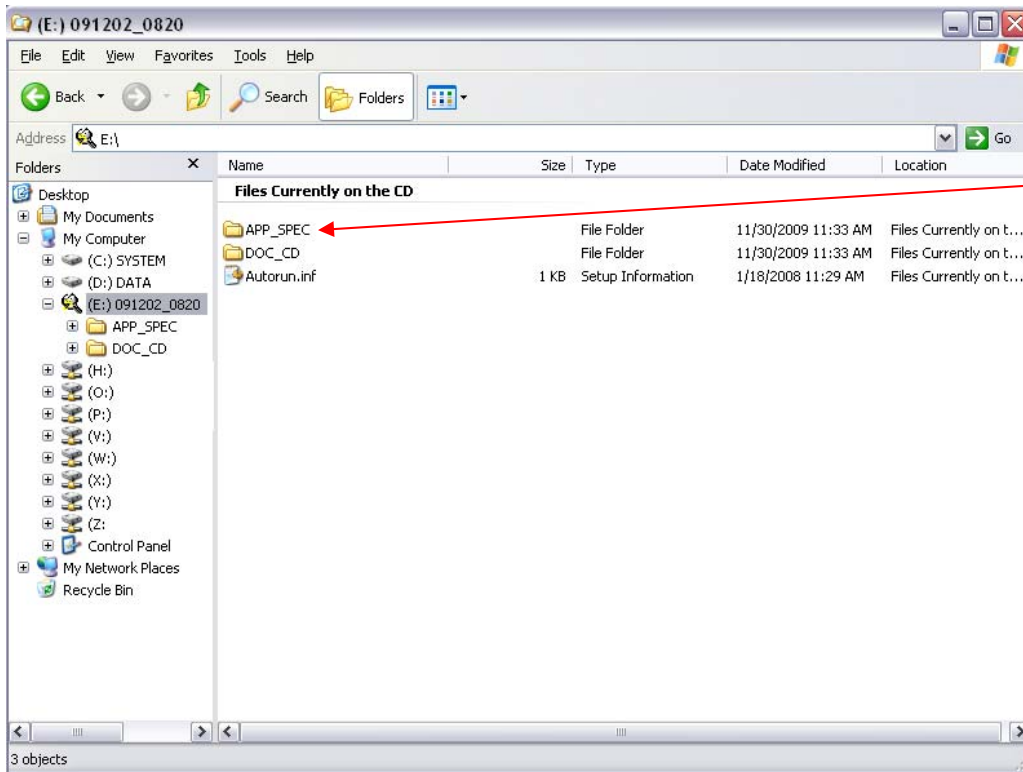 (E:) 091202_0820
File Edit View Favorites Tools Help
Back Search Folders
Address E:\ Go
Folders X Name Size Type Date Modified Location
Desktop
My Documents
My Computer
(C:) SYSTEM
(D:) DATA
(E:) 091202_0820
APP_SPEC
DOC_CD
(H:)
(O:)
(P:)
(V:)
(W:)
(X:)
(Y:)
(Z:
Control Panel
My Network Places
Recycle Bin
Files Currently on the CD
APP_SPEC File Folder 11/30/2009 11:33 AM Files Currently on t...
DOC_CD File Folder 11/30/2009 11:33 AM Files Currently on t...
Autorun.inf 1 KB Setup Information 1/18/2008 11:29 AM Files Currently on t...
3 objects